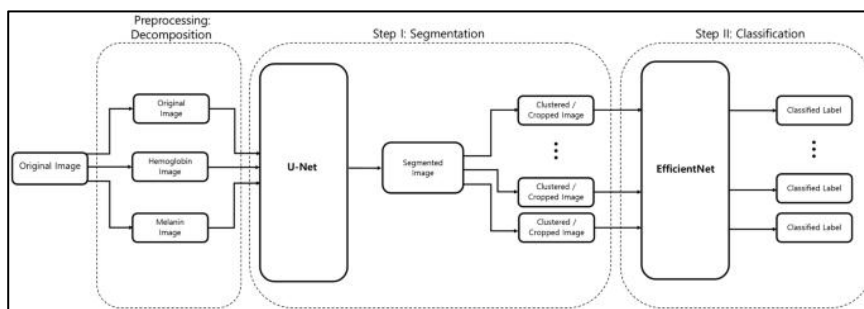 Preprocessing:
Decomposition
Step I: Segmentation
Step II: Classification
Original Image
Original
Image
Hemoglobin
Image
Melanin
Image
U-Net
Segmented
Image
Clustered /
Cropped Image
Clustered /
Cropped Image
Clustered /
Cropped Image
EfficientNet
Classified Label
Classified Label
Classified Label